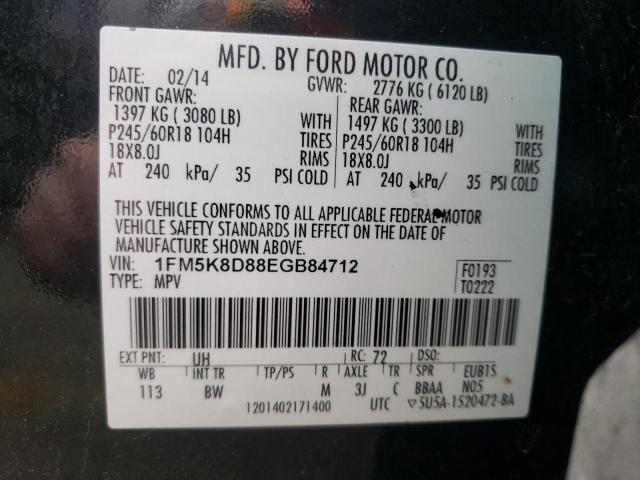 MFD. BY FORD MOTOR CO.
DATE: 02/14 GVWR: 2776 KG ( 6120 LB)
FRONT GAWR: REAR GAWR:
1397 KG ( 3080 LB) WITH 1497 KG ( 3300 LB) WITH
P245/60R18 104H TIRES P245/60R18 104H TIRES
18X8.0J RIMS 18X8.0J RIMS
AT 240 kPa/ 35 PSI COLD AT 240 kPa/ 35 PSI COLD
THIS VEHICLE CONFORMS TO ALL APPLICABLE FEDERAL MOTOR
VEHICLE SAFETY STANDARDS IN EFFECT ON THE DATE OF
MANUFACTURE SHOWN ABOVE.
VIN: 1FM5K8D88EGB84712 F0193
TYPE: MPV T0222
EXT PNT: UH RC: 72 DSO:
WB INT TR TP/PS R AXLE TR SPR EUB1S
113 BW M 3J C BBAA N05
1201402171400 UTC ▽5U5A-1520472-BA